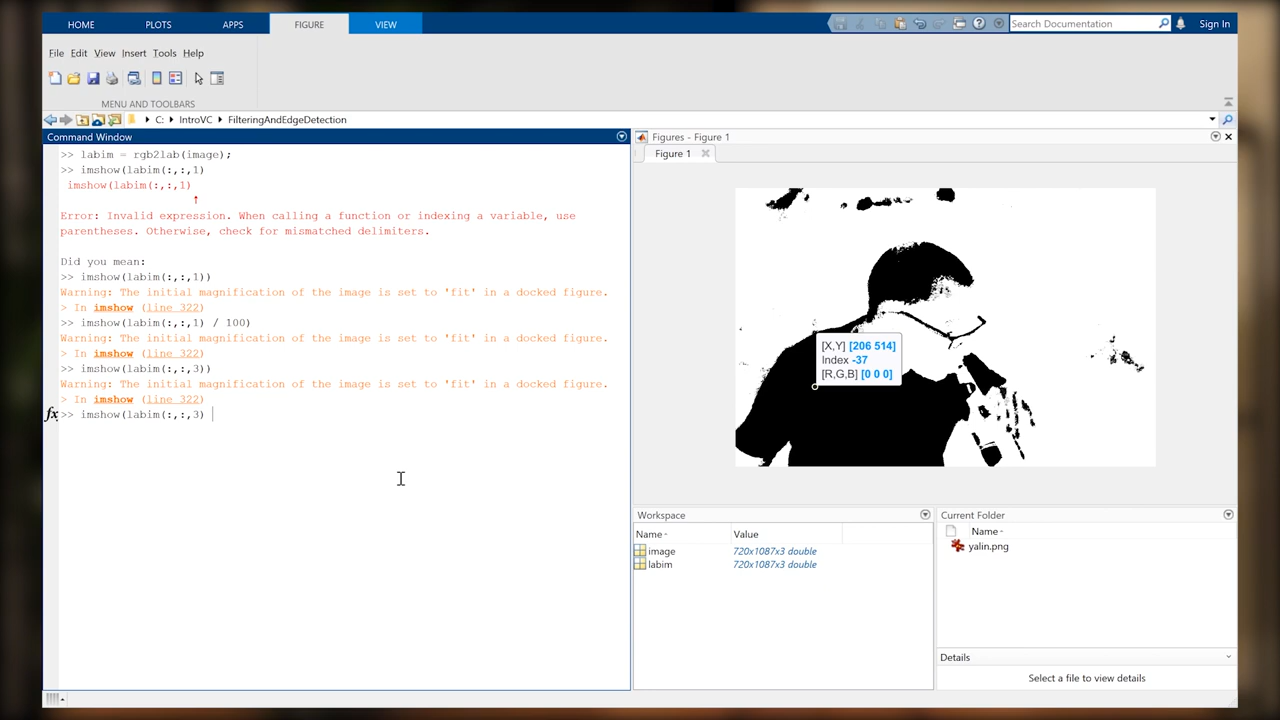 HOME PLOTS APPS FIGURE VIEW Search Documentation Sign In
File Edit View Insert Tools Help
MENU AND TOOLBARS
C: IntroVC FilteringAndEdgeDetection
Command Window
>> labim = rgb2lab(image);
>> imshow(labim(:,:,1)
imshow(labim(:,:,1)
↑
Error: Invalid expression. When calling a function or indexing a variable, use
parentheses. Otherwise, check for mismatched delimiters.
Did you mean:
>> imshow(labim(:,:,1))
Warning: The initial magnification of the image is set to 'fit' in a docked figure.
> In imshow (line 322)
>> imshow(labim(:,:,1) / 100)
Warning: The initial magnification of the image is set to 'fit' in a docked figure.
> In imshow (line 322)
>> imshow(labim(:,:,3))
Warning: The initial magnification of the image is set to 'fit' in a docked figure.
> In imshow (line 322)
fx >> imshow(labim(:,:,3)
Figures - Figure 1
Figure 1
[X,Y] [206 514]
Index -37
[R,G,B] [0 0 0]
Workspace
Name Value
image 720x1087x3 double
labim 720x1087x3 double
Current Folder
Name
yalin.png
Details
Select a file to view details